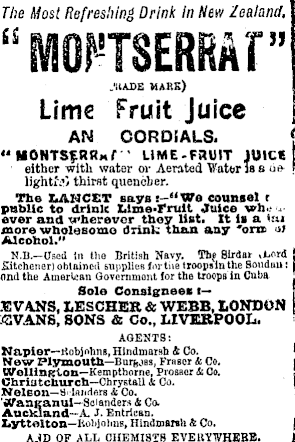 The Most Refreshing Drink in New Zealand.
"MONTSERRAT"
(TRADE MARK)
Lime Fruit Juice
AN CORDIALS.
"MONTSERRAT" LIME-FRUIT JUICE
either with water or Aerated Water is a de
lightful thirst quencher.
The LANCET says :—"We counsel the
public to drink Lime-Fruit Juice when
ever and wherever they list. It is a far
more wholesome drink than any form of
Alcohol."
N.B.—Used in the British Navy. The Sirdar (Lord
Kitchener) obtained supplies for the troops in the Soudan:
and the American Government for the troops in Cuba
Sole Consignees :—
EVANS, LESCHER & WEBB, LONDON
EVANS, SONS & Co., LIVERPOOL.
AGENTS:
Napier—Robjohns, Hindmarsh & Co.
New Plymouth—Burgess, Fraser & Co.
Wellington—Kempthorne, Prosser & Co.
Christchurch—Chrystall & Co.
Nelson—Sclanders & Co.
Wanganui—Sclanders & Co.
Auckland—A. J. Entrican.
Lyttelton—Robjohns, Hindmarsh & Co.
AND OF ALL CHEMISTS EVERYWHERE.